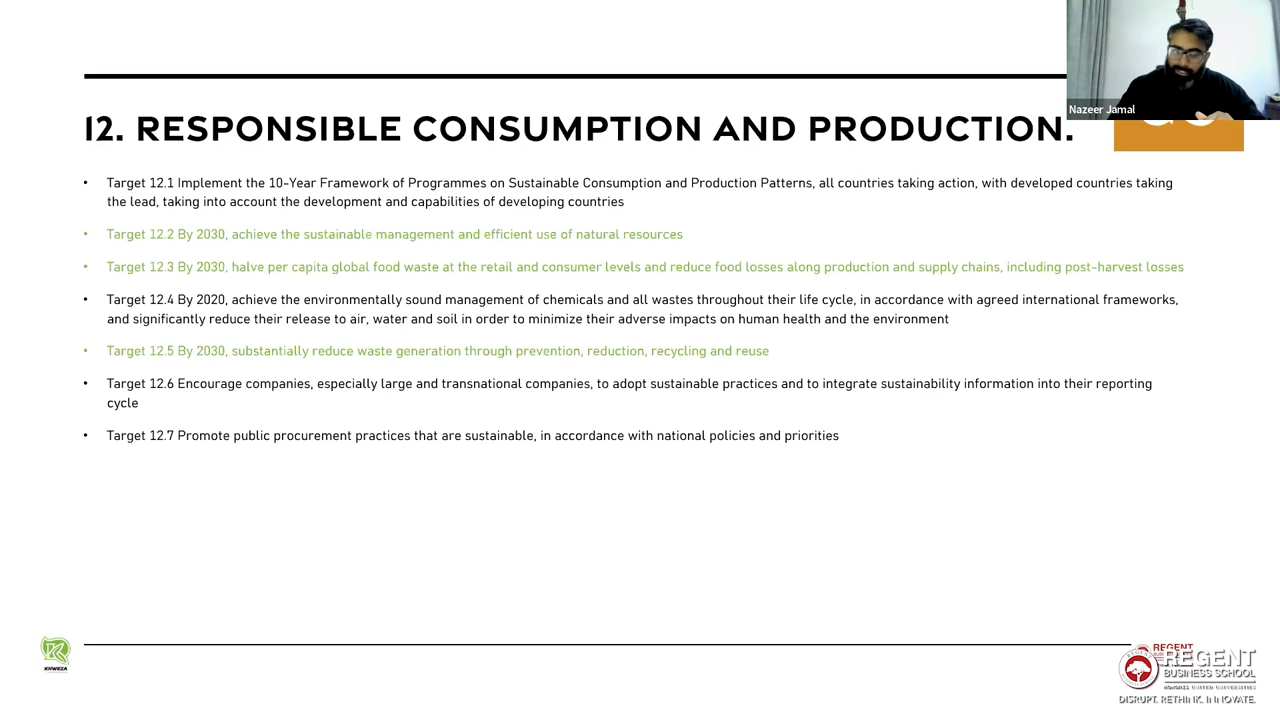 Nazeer Jamal
12. RESPONSIBLE CONSUMPTION AND PRODUCTION.
• Target 12.1 Implement the 10-Year Framework of Programmes on Sustainable Consumption and Production Patterns, all countries taking action, with developed countries taking
the lead, taking into account the development and capabilities of developing countries
• Target 12.2 By 2030, achieve the sustainable management and efficient use of natural resources
• Target 12.3 By 2030, halve per capita global food waste at the retail and consumer levels and reduce food losses along production and supply chains, including post-harvest losses
• Target 12.4 By 2020, achieve the environmentally sound management of chemicals and all wastes throughout their life cycle, in accordance with agreed international frameworks,
and significantly reduce their release to air, water and soil in order to minimize their adverse impacts on human health and the environment
• Target 12.5 By 2030, substantially reduce waste generation through prevention, reduction, recycling and reuse
• Target 12.6 Encourage companies, especially large and transnational companies, to adopt sustainable practices and to integrate sustainability information into their reporting
cycle
• Target 12.7 Promote public procurement practices that are sustainable, in accordance with national policies and priorities
KHWEZA
REGENT
REGENT
BUSINESS SCHOOL
DISRUPT. RETHINK. INNOVATE.